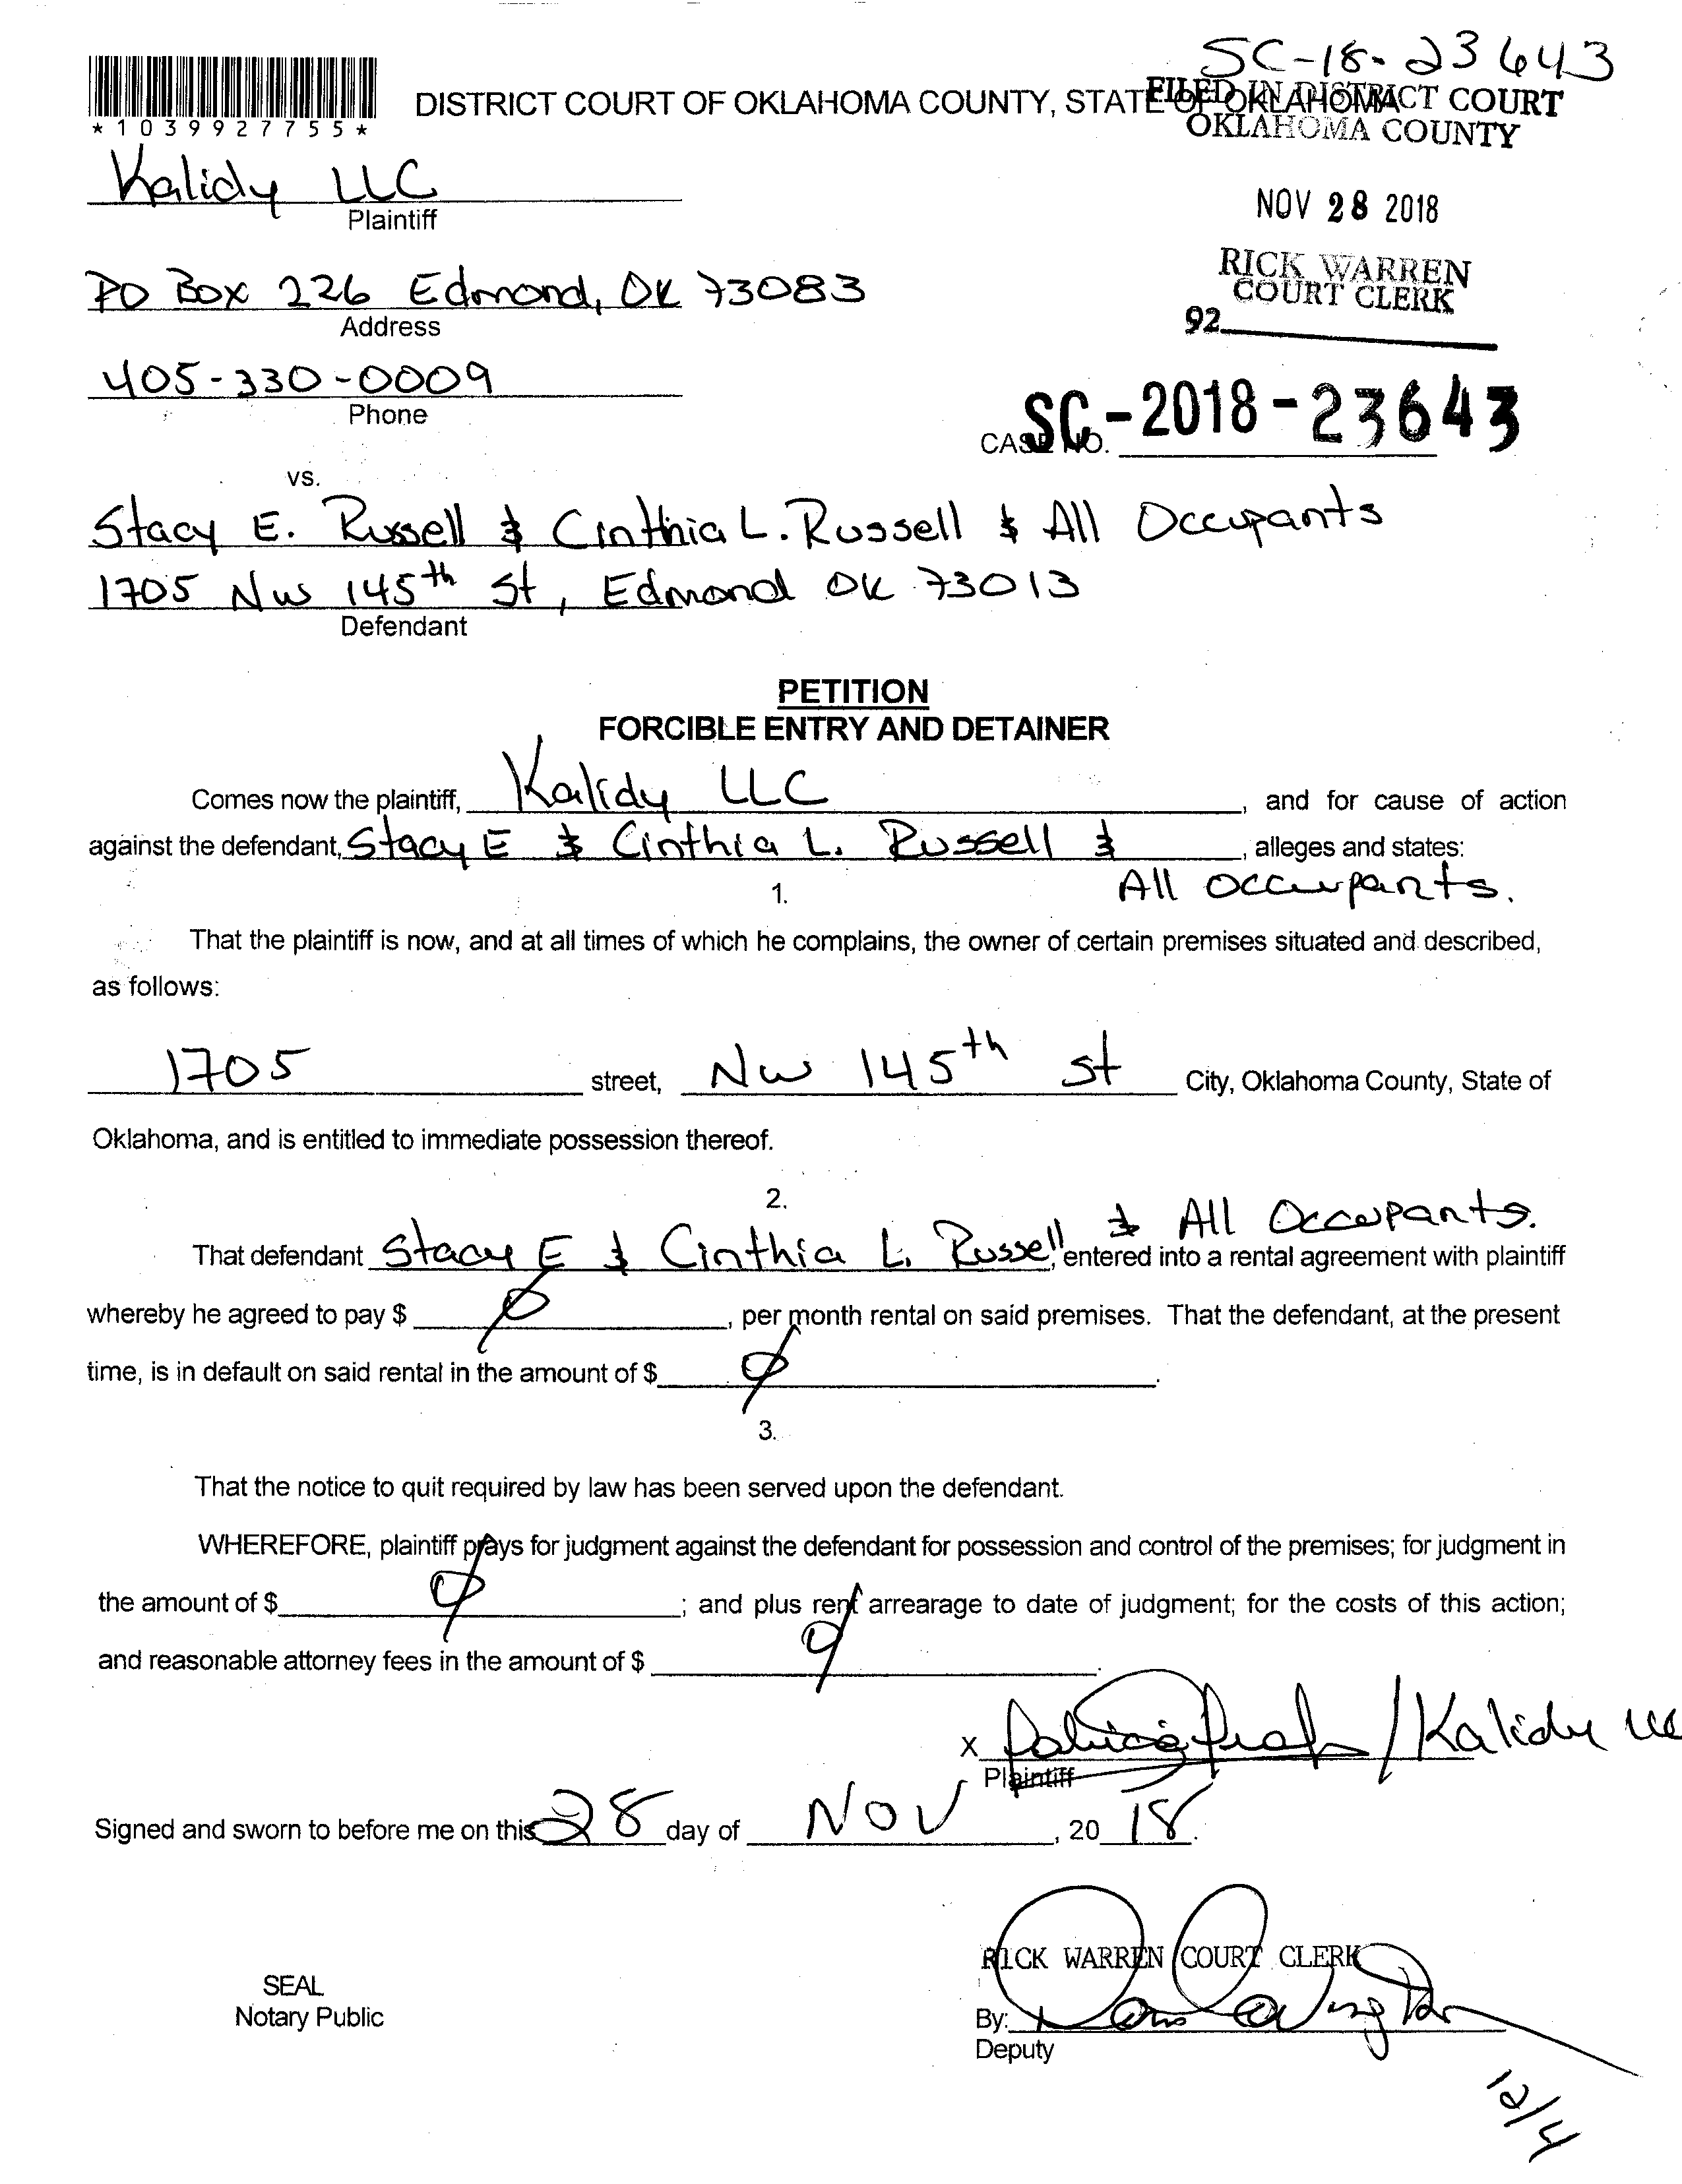 SC-18-23643
DISTRICT COURT OF OKLAHOMA COUNTY, STATE OF OKLAHOMA
FILED IN DISTRICT COURT
OKLAHOMA COUNTY
*1039927755*
Kalidy LLC
Plaintiff
NOV 28 2018
RICK WARREN
COURT CLERK
92
PO Box 226 Edmond, OK 73083
Address
405-330-0009
Phone
SC-2018-23643
CASE NO.
vs.
Stacy E. Russell & Cinthia L. Russell & All Occupants
1705 Nw 145th St, Edmond OK 73013
Defendant
PETITION
FORCIBLE ENTRY AND DETAINER
Comes now the plaintiff, Kalidy LLC, and for cause of action
against the defendant, Stacy E & Cinthia L. Russell &, alleges and states:
All Occupants.
1.
That the plaintiff is now, and at all times of which he complains, the owner of certain premises situated and described,
as follows:
1705 street, Nw 145th St City, Oklahoma County, State of
Oklahoma, and is entitled to immediate possession thereof.
2.
& All Occupants.
That defendant Stacy E & Cinthia L. Russell, entered into a rental agreement with plaintiff
whereby he agreed to pay $ 0, per month rental on said premises. That the defendant, at the present
time, is in default on said rental in the amount of $ 0.
3.
That the notice to quit required by law has been served upon the defendant.
WHEREFORE, plaintiff prays for judgment against the defendant for possession and control of the premises; for judgment in
the amount of $ 0; and plus rent arrearage to date of judgment; for the costs of this action;
and reasonable attorney fees in the amount of $ 0.
X / Kalidy LLC
Plaintiff
Signed and sworn to before me on this 28 day of NOV, 20 18.
RICK WARREN COURT CLERK
SEAL
Notary Public
By:
Deputy
12/4